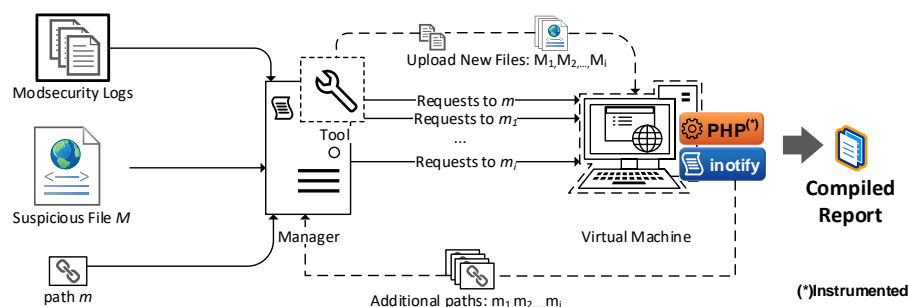 Modsecurity Logs
Suspicious File M
path m
Tool
Manager
Upload New Files: M1,M2,...,Mi
Requests to m
Requests to m1
...
Requests to mi
Additional paths: m1,m2,...,mi
PHP(*)
inotify
Virtual Machine
Compiled
Report
(*)Instrumented